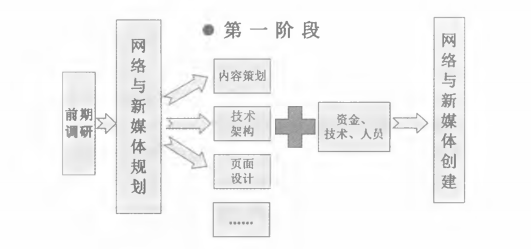 第一阶段
前期
调研
网络与新媒体规划
内容策划
技术
架构
页面
设计
……
资金、
技术、人员
网络与新媒体创建